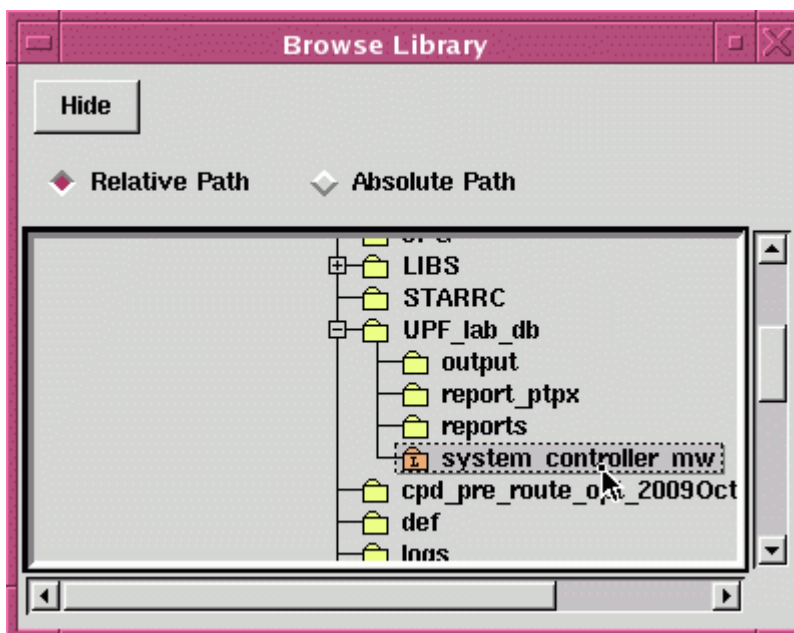 Browse Library
Hide
Relative Path Absolute Path
LIBS
STARRC
UPF_lab_db
output
report_ptpx
reports
L system_controller_mw
def
logs